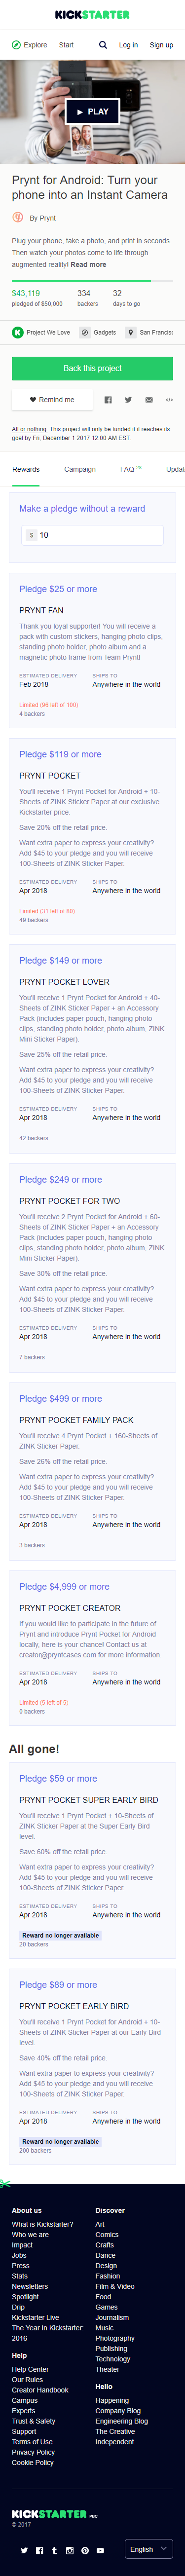 KICKSTARTER
Explore
Start
Log in
Sign up
PLAY
Prynt for Android: Turn your
phone into an Instant Camera
By Prynt
Plug your phone, take a photo, and print in seconds.
Then watch your photos come to life through
augmented reality! Read more
$43,119
334
32
pledged of $50,000
backers
days to go
Project We Love
Gadgets
San Francisc
Back this project
Remind me
All or nothing. This project will only be funded if it reaches its
goal by Fri, December 1 2017 12:00 AM EST.
Rewards
Campaign
FAQ
Updat
Make a pledge without a reward
$ 10
Pledge $25 or more
PRYNT FAN
Thank you loyal supporter! You will receive a
pack with custom stickers, hanging photo clips,
standing photo holder, photo album and a
magnetic photo frame from Team Prynt!
ESTIMATED DELIVERY
SHIPS TO
Feb 2018
Anywhere in the world
Limited (96 left of 100)
4 backers
Pledge $119 or more
PRYNT POCKET
You'll receive 1 Prynt Pocket for Android + 10-
Sheets of ZINK Sticker Paper at our exclusive
Kickstarter price.
Save 20% off the retail price.
Want extra paper to express your creativity?
Add $45 to your pledge and you will receive
100-Sheets of ZINK Sticker Paper.
ESTIMATED DELIVERY
SHIPS TO
Apr 2018
Anywhere in the world
Limited (31 left of 80)
49 backers
Pledge $149 or more
PRYNT POCKET LOVER
You'll receive 1 Prynt Pocket for Android + 40-
Sheets of ZINK Sticker Paper + an Accessory
Pack (includes paper pouch, hanging photo
clips, standing photo holder, photo album, ZINK
Mini Sticker Paper).
Save 25% off the retail price.
Want extra paper to express your creativity?
Add $45 to your pledge and you will receive
100-Sheets of ZINK Sticker Paper.
ESTIMATED DELIVERY
SHIPS TO
Apr 2018
Anywhere in the world
42 backers
Pledge $249 or more
PRYNT POCKET FOR TWO
You'll receive 2 Prynt Pocket for Android + 60-
Sheets of ZINK Sticker Paper + an Accessory
Pack (includes paper pouch, hanging photo
clips, standing photo holder, photo album, ZINK
Mini Sticker Paper).
Save 30% off the retail price.
Want extra paper to express your creativity?
Add $45 to your pledge and you will receive
100-Sheets of ZINK Sticker Paper.
ESTIMATED DELIVERY
SHIPS TO
Apr 2018
Anywhere in the world
7 backers
Pledge $499 or more
PRYNT POCKET FAMILY PACK
You'll receive 4 Prynt Pocket + 160-Sheets of
ZINK Sticker Paper.
Save 26% off the retail price.
Want extra paper to express your creativity?
Add $45 to your pledge and you will receive
100-Sheets of ZINK Sticker Paper.
ESTIMATED DELIVERY
SHIPS TO
Apr 2018
Anywhere in the world
3 backers
Pledge $4,999 or more
PRYNT POCKET CREATOR
If you would like to participate in the future of
Prynt and introduce Prynt Pocket for Android
locally, here is your chance! Contact us at
creator@pryntcases.com for more information.
ESTIMATED DELIVERY
SHIPS TO
Apr 2018
Anywhere in the world
Limited (5 left of 5)
0 backers
All gone!
Pledge $59 or more
PRYNT POCKET SUPER EARLY BIRD
You'll receive 1 Prynt Pocket + 10-Sheets of
ZINK Sticker Paper at the Super Early Bird
level.
Save 60% off the retail price.
Want extra paper to express your creativity?
Add $45 to your pledge and you will receive
100-Sheets of ZINK Sticker Paper.
ESTIMATED DELIVERY
SHIPS TO
Apr 2018
Anywhere in the world
Reward no longer available
20 backers
Pledge $89 or more
PRYNT POCKET EARLY BIRD
You'll receive 1 Prynt Pocket for Android + 10-
Sheets of ZINK Sticker Paper at our Early Bird
level.
Save 40% off the retail price.
Want extra paper to express your creativity?
Add $45 to your pledge and you will receive
100-Sheets of ZINK Sticker Paper.
ESTIMATED DELIVERY
SHIPS TO
Apr 2018
Anywhere in the world
Reward no longer available
200 backers
About us
What is Kickstarter?
Who we are
Impact
Jobs
Press
Stats
Newsletters
Spotlight
Drip
Kickstarter Live
The Year In Kickstarter:
2016
Help
Help Center
Our Rules
Creator Handbook
Campus
Experts
Trust & Safety
Support
Terms of Use
Privacy Policy
Cookie Policy
Discover
Art
Comics
Crafts
Dance
Design
Fashion
Film & Video
Food
Games
Journalism
Music
Photography
Publishing
Technology
Theater
Hello
Happening
Company Blog
Engineering Blog
The Creative
Independent
KICKSTARTER PBC
© 2017
English